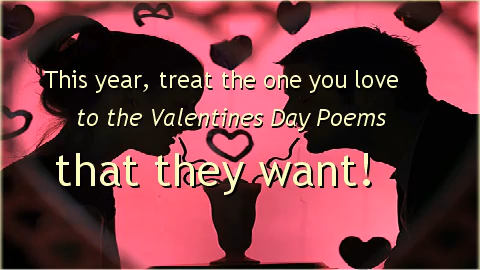 This year, treat the one you love
to the Valentines Day Poems
that they want!